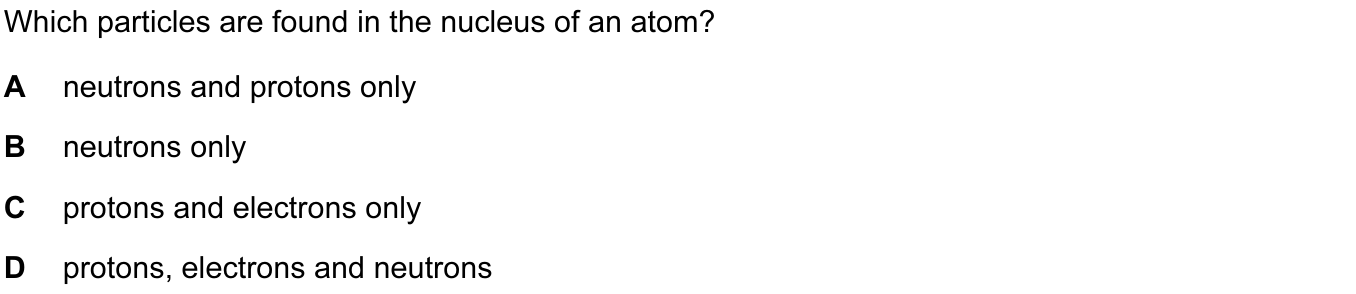 Which particles are found in the nucleus of an atom?
A neutrons and protons only
B neutrons only
C protons and electrons only
D protons, electrons and neutrons